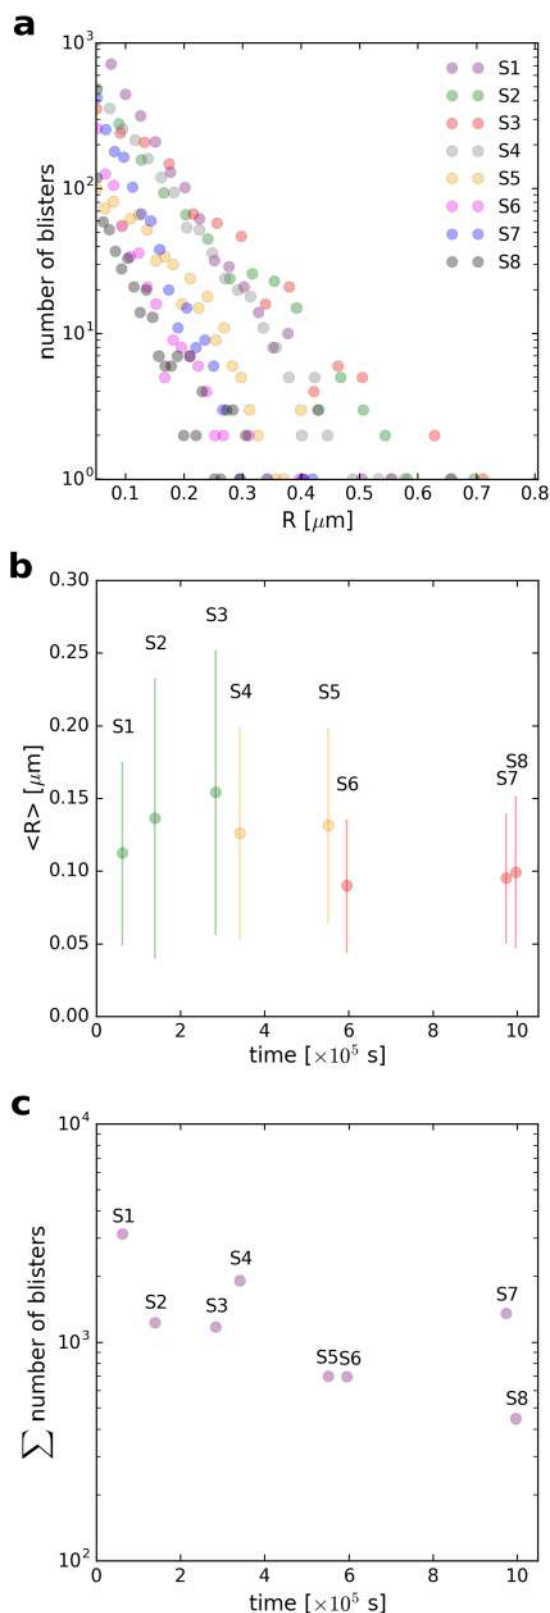 a
10³
10²
10¹
10⁰
number of blisters
S1
S2
S3
S4
S5
S6
S7
S8
0.1 0.2 0.3 0.4 0.5 0.6 0.7 0.8
R [μm]
b
0.30
0.25
0.20
0.15
0.10
0.05
0.00
<R> [μm]
S1
S2
S3
S4
S5
S6
S7
S8
0 2 4 6 8 10
time [×10⁵ s]
c
10⁴
10³
10²
∑ number of blisters
S1
S2
S3
S4
S5
S6
S7
S8
0 2 4 6 8 10
time [×10⁵ s]